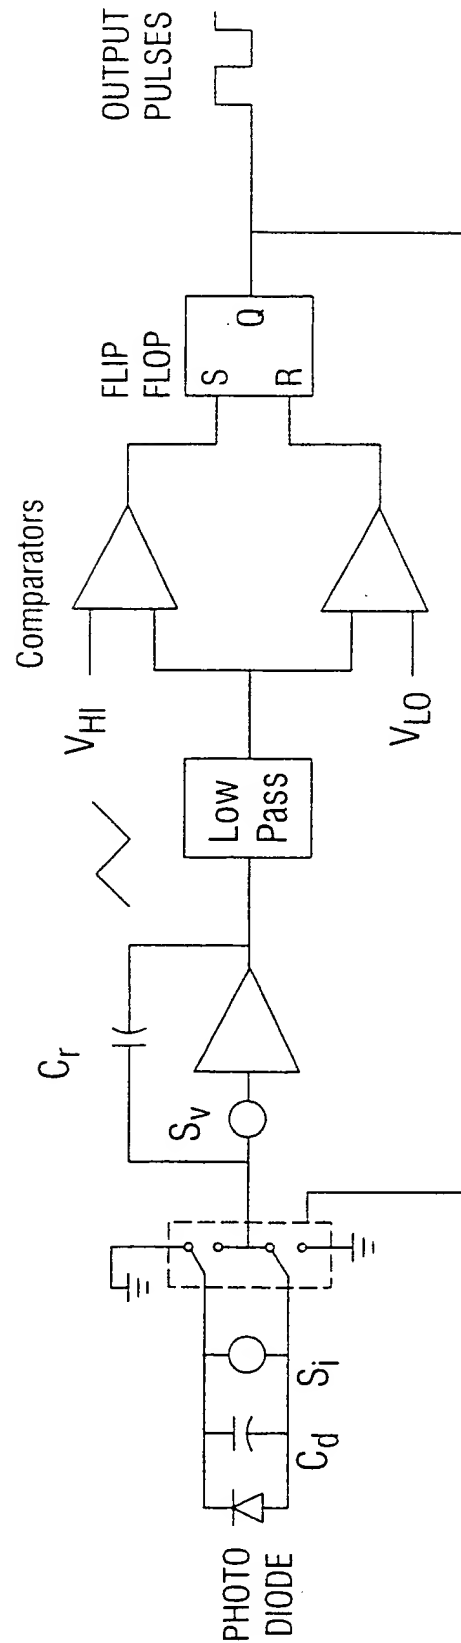 PHOTO
DIODE
C_d
S_i
S_v
C_r
Low
Pass
V_HI
V_LO
Comparators
FLIP
FLOP
S
R
Q
OUTPUT
PULSES